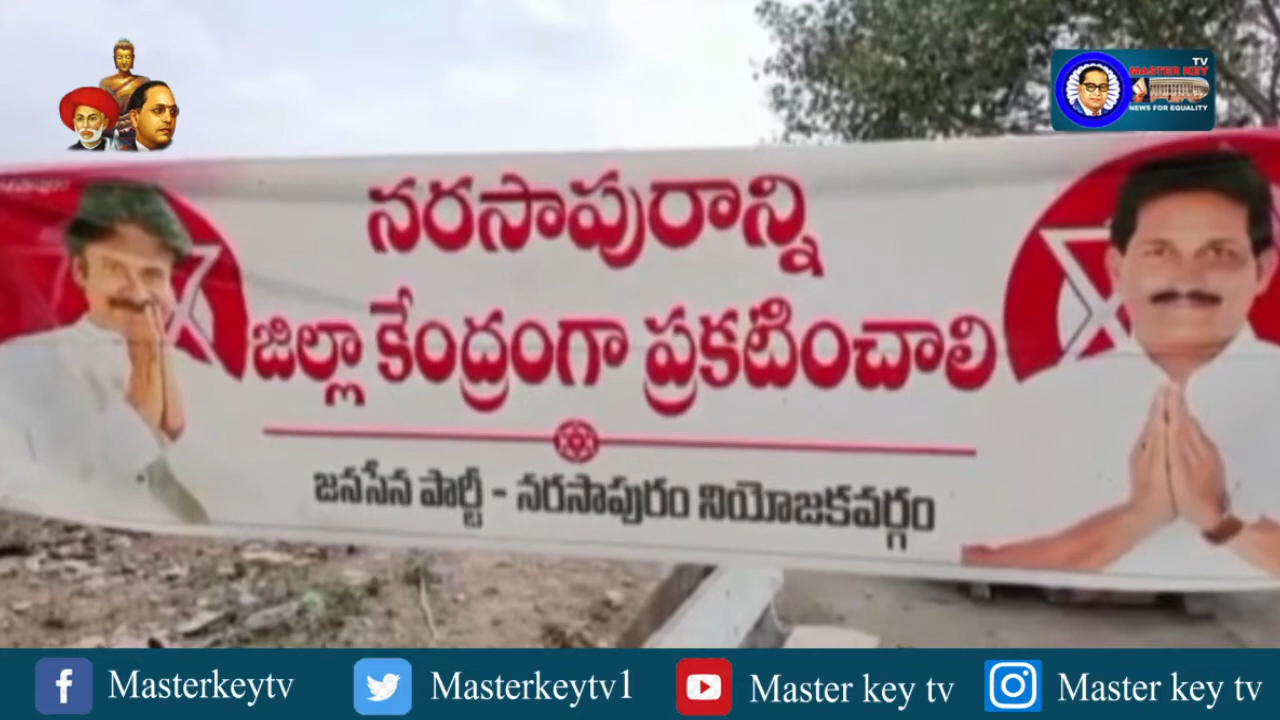 TV
MASTER KEY
NEWS FOR EQUALITY
నరసాపురాన్ని
జిల్లా కేంద్రంగా ప్రకటించాలి
జనసేన పార్టీ - నరసాపురం నియోజకవర్గం
Masterkeytv
Masterkeytv1
Master key tv
Master key tv